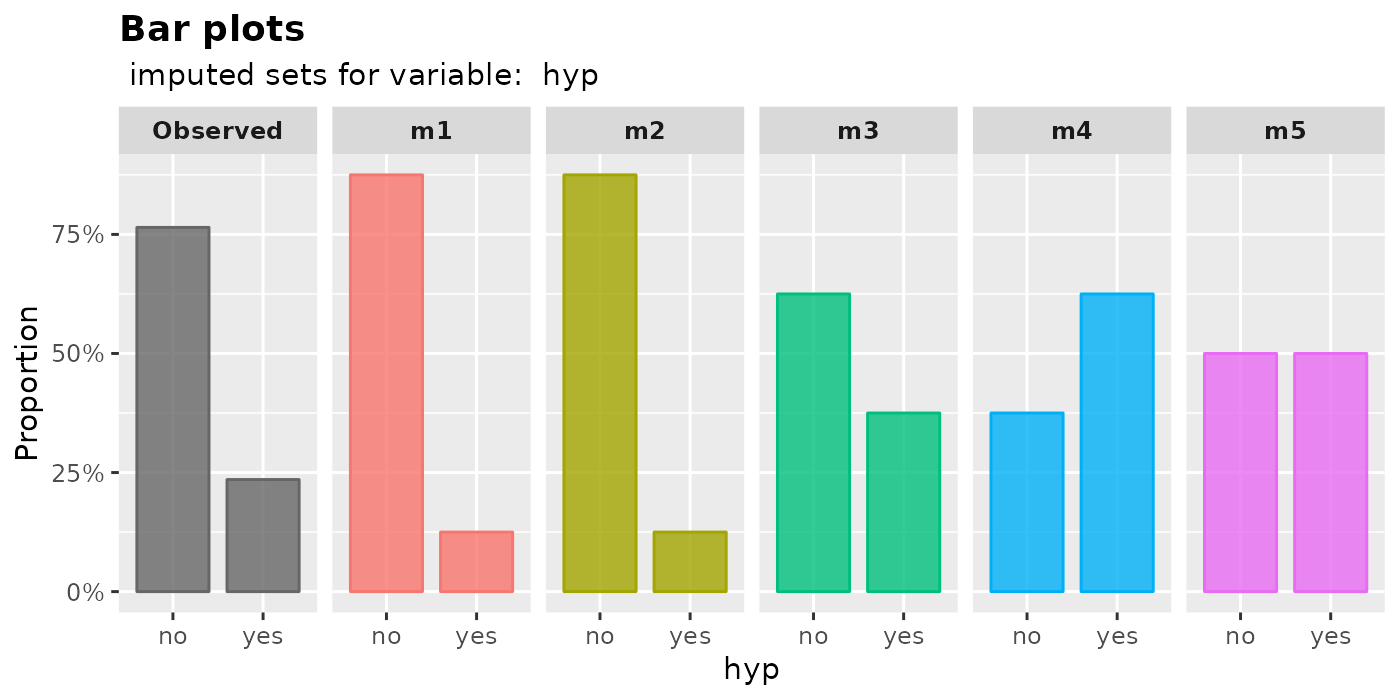 Bar plots
imputed sets for variable:  hyp
Observed m1 m2 m3 m4 m5
Proportion
75%
50%
25%
0%
no yes no yes no yes no yes no yes no yes
hyp